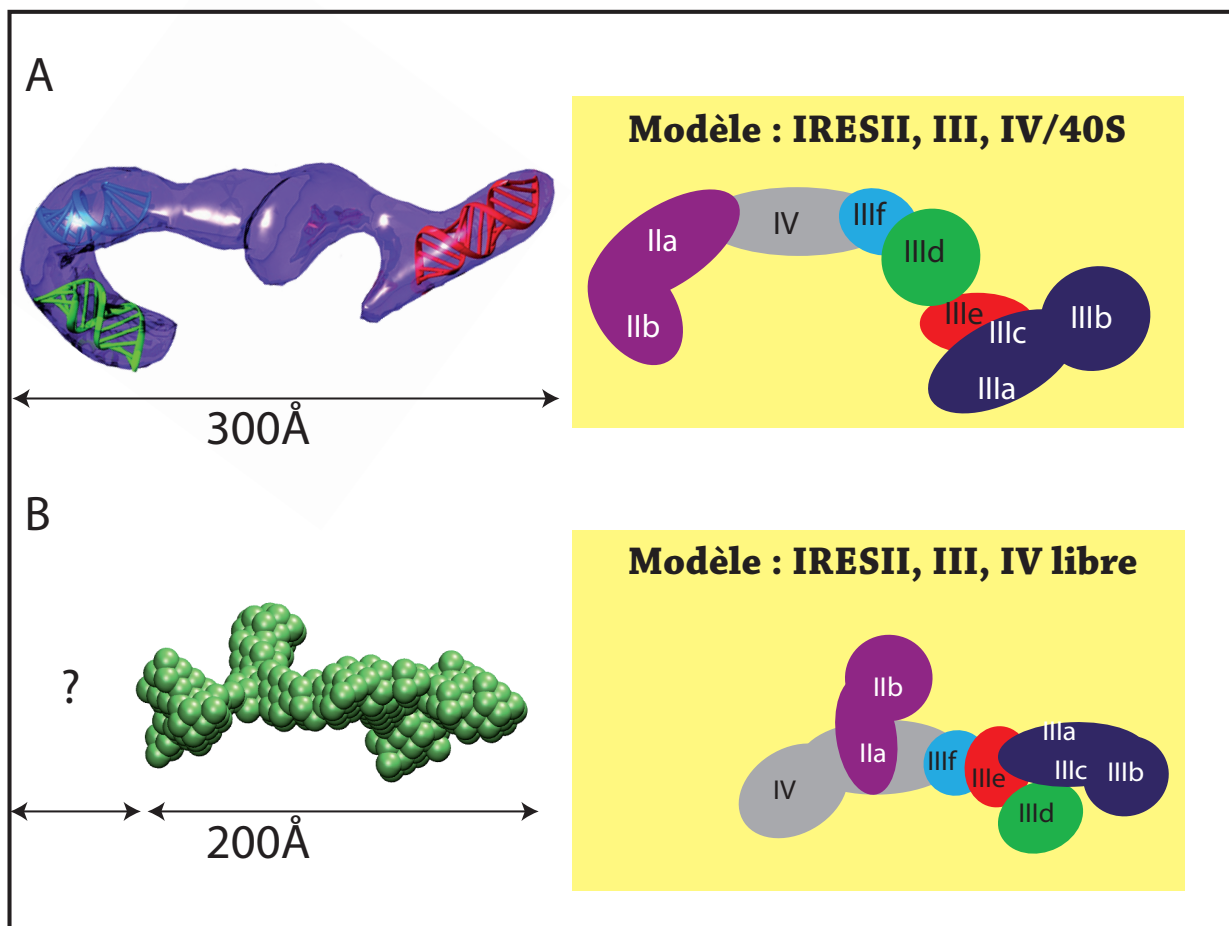 A
Modèle : IRESII, III, IV/40S
IIa
IV
IIIf
IIId
IIb
IIIe
IIIc
IIIb
IIIa
300Å
B
Modèle : IRESII, III, IV libre
?
IIb
IIa
IV
IIIf
IIIe
IIIa
IIIc
IIIb
IIId
200Å